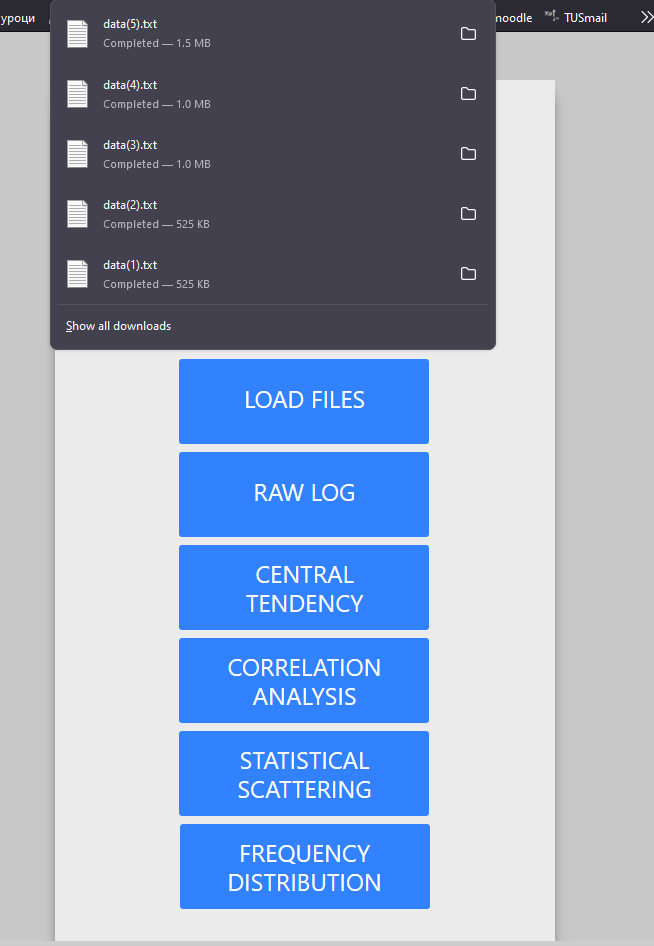 уроци
moodle
TUSmail
data(5).txt
Completed — 1.5 MB
data(4).txt
Completed — 1.0 MB
data(3).txt
Completed — 1.0 MB
data(2).txt
Completed — 525 KB
data(1).txt
Completed — 525 KB
Show all downloads
LOAD FILES
RAW LOG
CENTRAL
TENDENCY
CORRELATION
ANALYSIS
STATISTICAL
SCATTERING
FREQUENCY
DISTRIBUTION